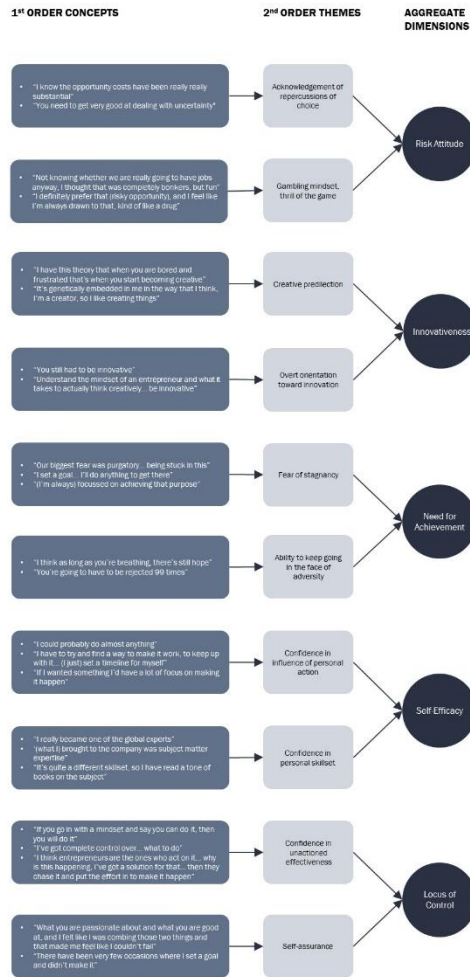 1st ORDER CONCEPTS
2nd ORDER THEMES
AGGREGATE
DIMENSIONS
• "I know the opportunity costs have been really really
substantial"
• "You need to get very good at dealing with uncertainty"
Acknowledgement of
repercussions of
choice
Risk Attitude
• "Not knowing whether we are really going to have jobs
anyway, I thought that was completely bonkers, but fun"
• "I definitely prefer that (risky opportunity), and I feel like
I'm always drawn to that, kind of like a drug"
Gambling mindset,
thrill of the game
• "I have this theory that when you are bored and
frustrated that's when you start becoming creative"
• "It's genetically embedded in me in the way that I think,
I'm a creator, so I like creating things"
Creative predilection
Innovativeness
• "You still had to be innovative"
• "Understand the mindset of an entrepreneur and what it
takes to actually think creatively... be innovative"
Overt orientation
toward innovation
• "Our biggest fear was purgatory... being stuck in this"
• "I set a goal... I'll do anything to get there"
• "(I'm always) focussed on achieving that purpose"
Fear of stagnancy
Need for
Achievement
• "I think as long as you're breathing, there's still hope"
• "You're going to have to be rejected 99 times"
Ability to keep going
in the face of
adversity
• "I could probably do almost anything"
• "I have to try and find a way to make it work, to keep up
with it... (I just) set a timeline for myself"
• "If I wanted something I'd have a lot of focus on making
it happen"
Confidence in
influence of personal
action
Self-Efficacy
• "I really became one of the global experts"
• "(what I) brought to the company was subject matter
expertise"
• "It's quite a different skillset, so I have read a tone of
books on the subject"
Confidence in
personal skillset
• "If you go in with a mindset and say you can do it, then
you will do it"
• "I've got complete control over... what to do"
• "I think entrepreneurs are the ones who act on it... why
is this happening, I've got a solution for that... then they
chase it and put the effort in to make it happen"
Confidence in
unactioned
effectiveness
Locus of
Control
• "What you are passionate about and what you are good
at, and I felt like I was combing those two things and
that made me feel like I couldn't fail"
• "There have been very few occasions where I set a goal
and didn't make it"
Self-assurance